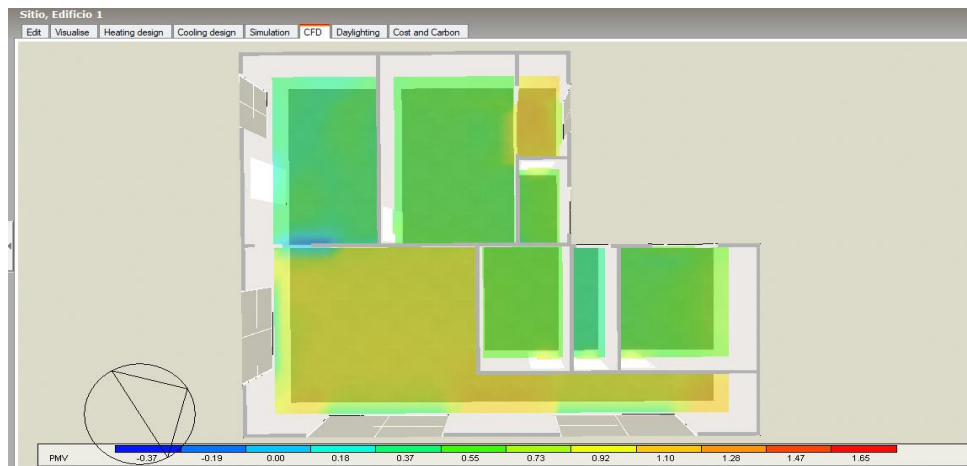 Sitio, Edificio 1
Edit Visualise Heating design Cooling design Simulation CFD Daylighting Cost and Carbon
PMV -0.37 -0.19 0.00 0.18 0.37 0.55 0.73 0.92 1.10 1.28 1.47 1.65